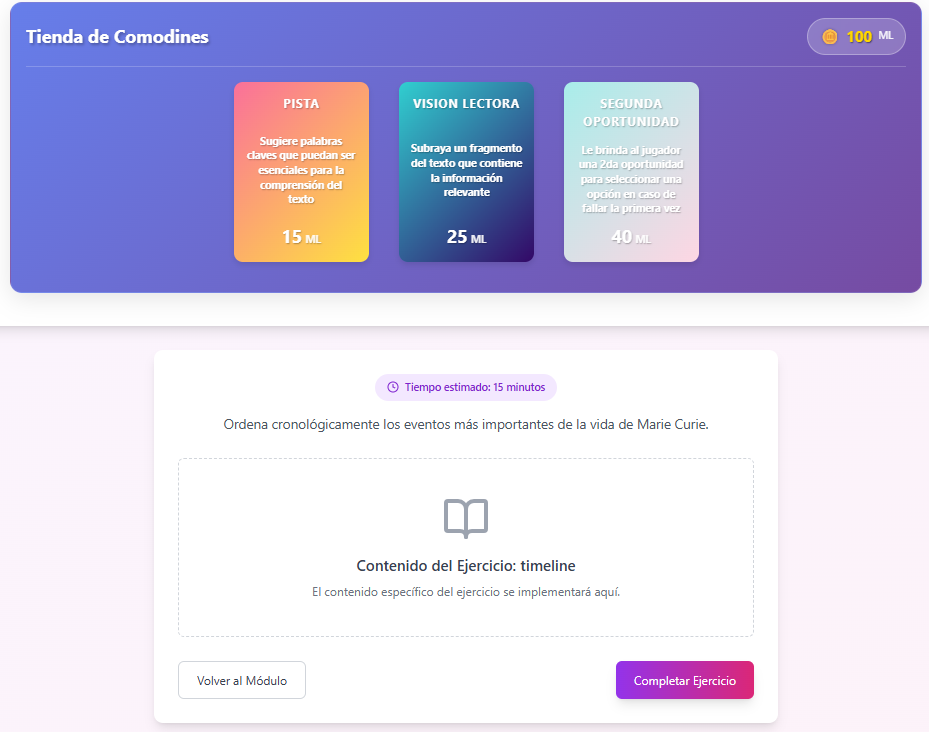 Tienda de Comodines
100 ML
PISTA
Sugiere palabras
claves que puedan ser
esenciales para la
comprensión del
texto
15 ML
VISION LECTORA
Subraya un fragmento
del texto que contiene
la información
relevante
25 ML
SEGUNDA
OPORTUNIDAD
Le brinda al jugador
una 2da oportunidad
para seleccionar una
opción en caso de
fallar la primera vez
40 ML
Tiempo estimado: 15 minutos
Ordena cronológicamente los eventos más importantes de la vida de Marie Curie.
Contenido del Ejercicio: timeline
El contenido específico del ejercicio se implementará aquí.
Volver al Módulo
Completar Ejercicio